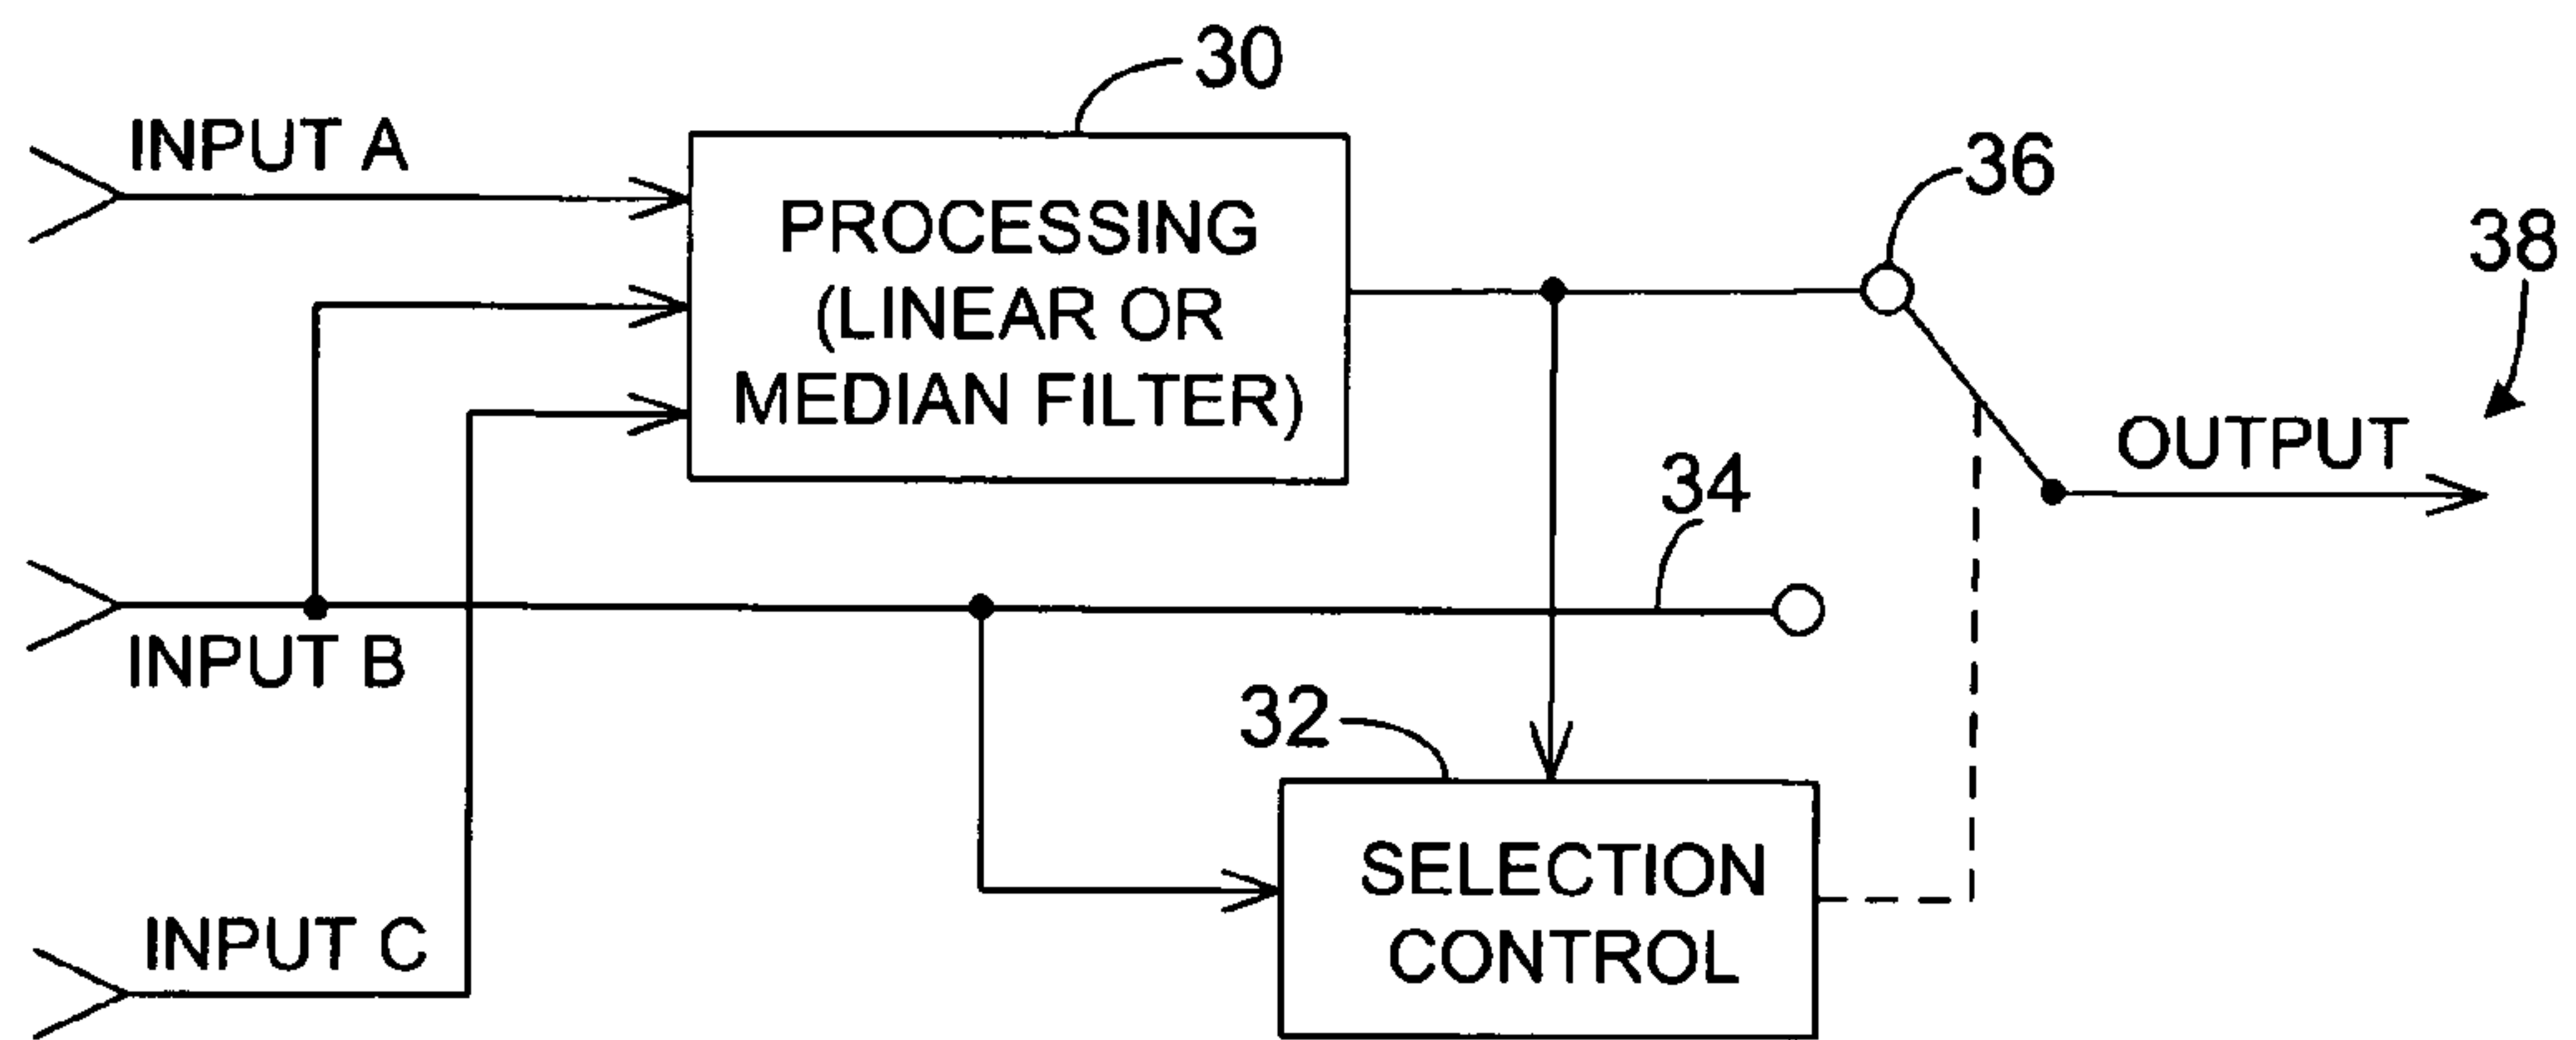 30
INPUT A
36
PROCESSING
(LINEAR OR
MEDIAN FILTER)
38
OUTPUT
34
INPUT B
32
SELECTION
CONTROL
INPUT C